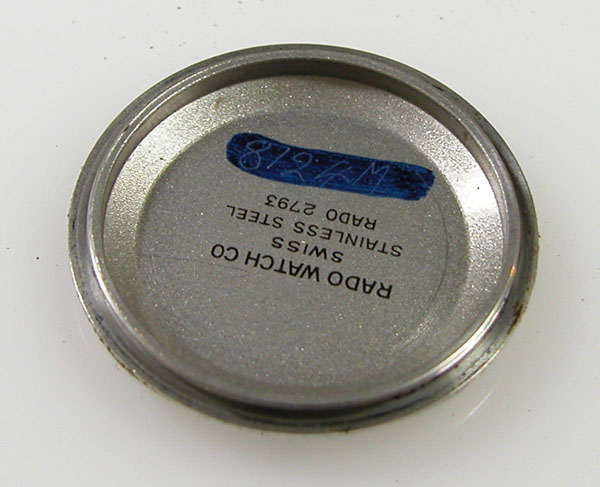 RADO WATCH CO
SWISS
STAINLESS STEEL
RADO 2793